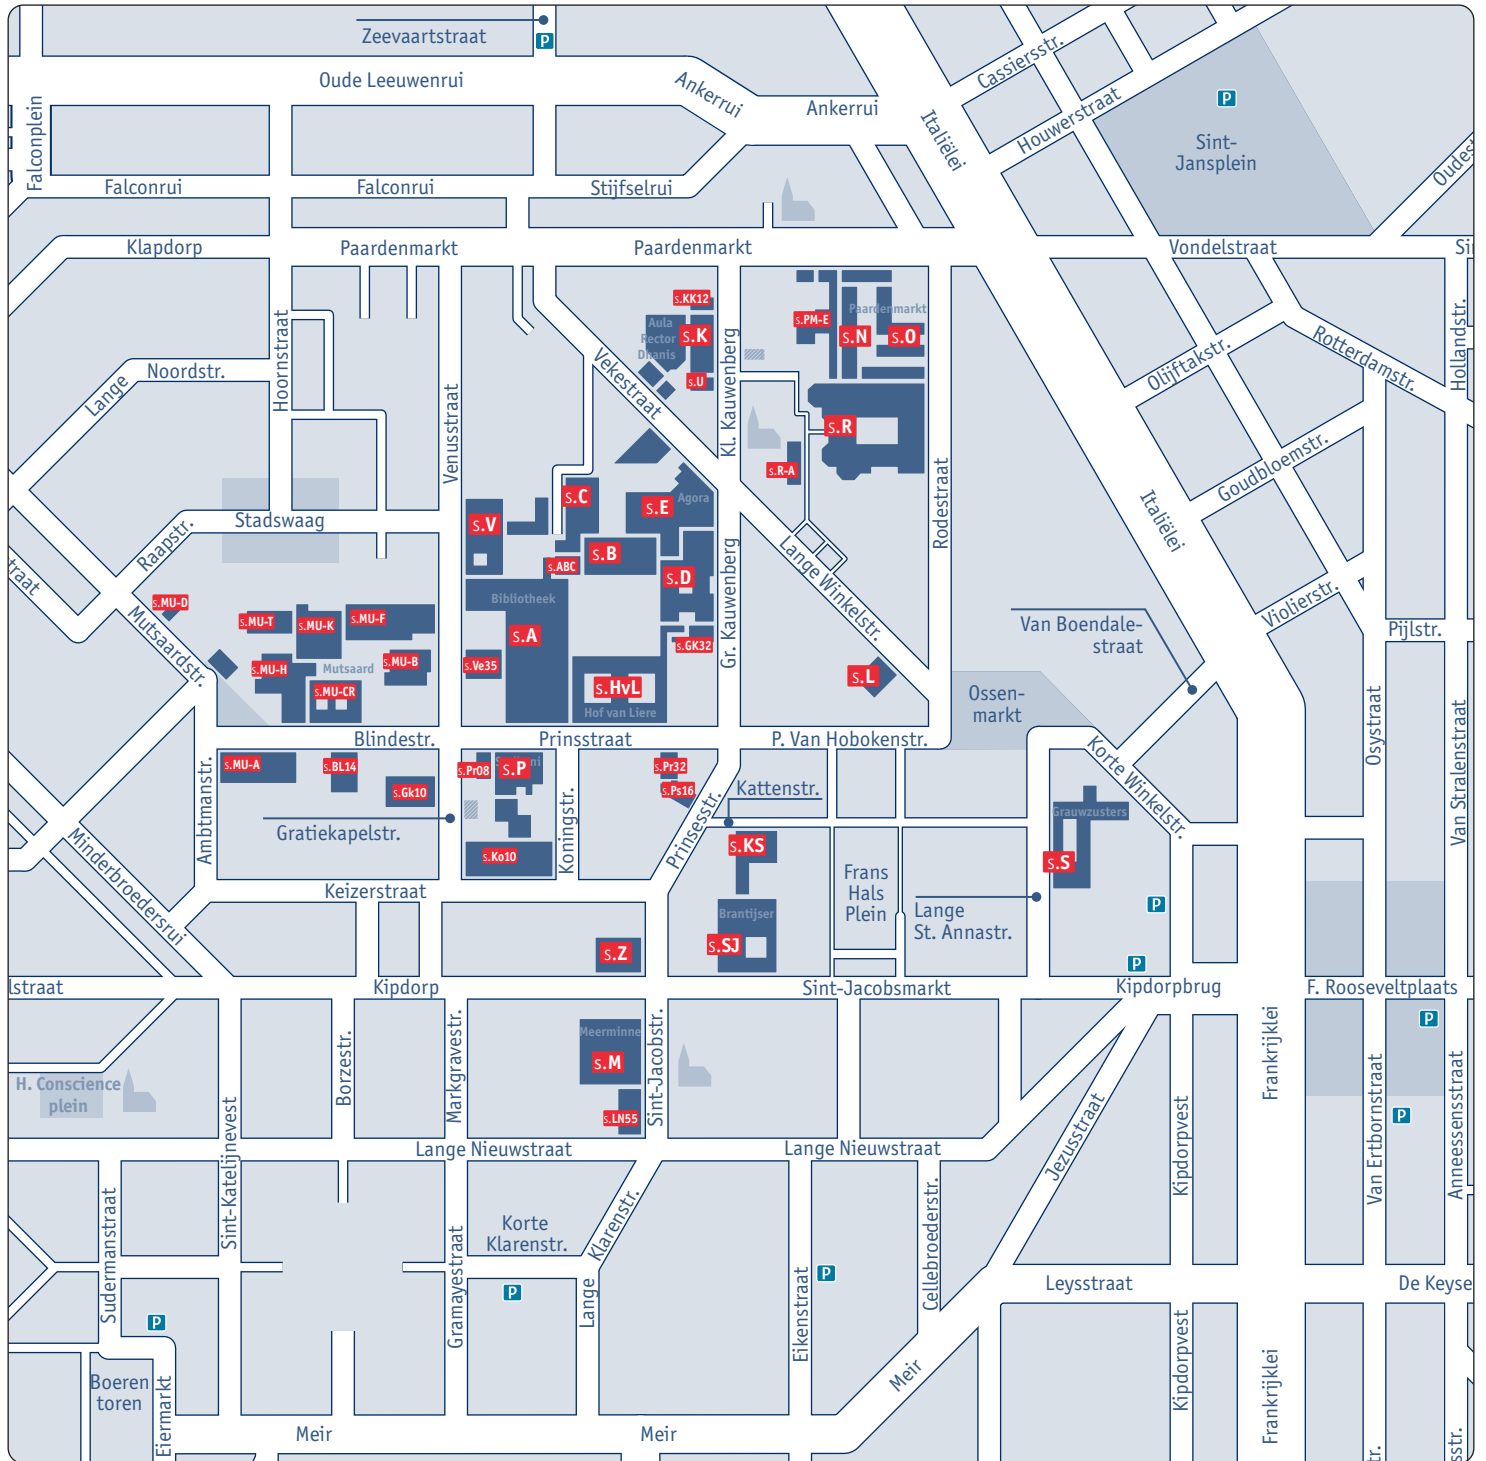 Zeevaartstraat
P
Oude Leeuwenrui
Ankerrui
Ankerrui
Cassiersstr.
Houwerstraat
P
Sint-
Jansplein
Italiëlei
Falconplein
Falconrui
Falconrui
Stijfselrui
Klapdorp
Paardenmarkt
Paardenmarkt
Vondelstraat
Noordstr.
Lange
Hoornstraat
Venusstraat
Vekestraat
Kl. Kauwenberg
s.KK12
Aula
Rector
Dhanis
s.K
s.U
Paardenmarkt
s.PM-E
s.N
s.O
s.R
s.R-A
Rodestraat
Olijftakstr.
Rotterdamstr.
Hollandstr.
Goudbloemstr.
Italiëlei
Violierstr.
Pijlstr.
Stadswaag
Raapstr.
traat
s.V
s.C
s.E
Agora
s.B
s.ABC
s.D
Bibliotheek
s.A
s.Ve35
s.GK32
s.HvL
Hof van Liere
Gr. Kauwenberg
Lange Winkelstr.
s.L
s.MU-D
s.MU-T
s.MU-K
s.MU-F
s.MU-H
Mutsaard
s.MU-B
s.MU-CR
Mutsaardstr.
Van Boendale-
straat
Ossen-
markt
Osystraat
Van Stralenstraat
Blindestr.
Prinsstraat
P. Van Hobokenstr.
Korte Winkelstr.
s.MU-A
s.BL14
s.Gk10
Gratiekapelstr.
Ambtmanstr.
s.Pr08
s.P
s.Ko10
Koningstr.
s.Pr32
s.Ps16
Prinsesstr.
Kattenstr.
s.KS
Brantijser
s.SJ
Frans
Hals
Plein
Lange
St. Annastr.
Grauwzusters
s.S
P
P
Minderbroedersrui
Keizerstraat
s.Z
lstraat
Kipdorp
Sint-Jacobsmarkt
Kipdorpbrug
F. Rooseveltplaats
H. Conscience
plein
Borzestr.
Markgravestr.
Meerminne
s.M
s.LN55
Sint-Jacobstr.
Sint-Katelijnevest
Lange Nieuwstraat
Lange Nieuwstraat
Jezusstraat
Kipdorpvest
Frankrijklei
P
P
Van Ertbornstraat
Anneessensstraat
Sudermanstraat
P
Gramayestraat
Korte
Klarenstr.
P
Lange
Klarenstr.
Eikenstraat
P
Cellebroederstr.
Leysstraat
De Keyse
Boeren
toren
Eiermarkt
Meir
Meir
Meir
Kipdorpvest
Frankrijklei